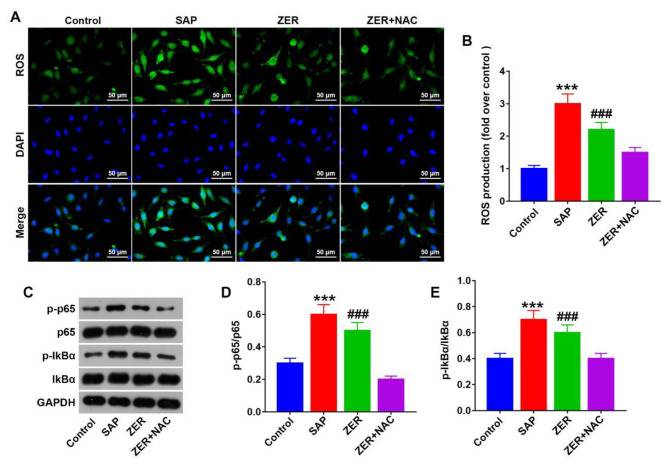 A
Control SAP ZER ZER+NAC
ROS
50 μm 50 μm 50 μm 50 μm
DAPI
50 μm 50 μm 50 μm 50 μm
Merge
50 μm 50 μm 50 μm 50 μm
B
ROS production (fold over control )
4
3
2
1
0
***
###
Control SAP ZER ZER+NAC
C
p-p65
p65
p-IkBα
IkBα
GAPDH
Control SAP ZER ZER+NAC
D
p-p65/p65
0.8
0.6
0.4
0.2
0.0
***
###
Control SAP ZER ZER+NAC
E
p-IkBα/IkBα
1.0
0.8
0.6
0.4
0.2
0.0
***
###
Control SAP ZER ZER+NAC